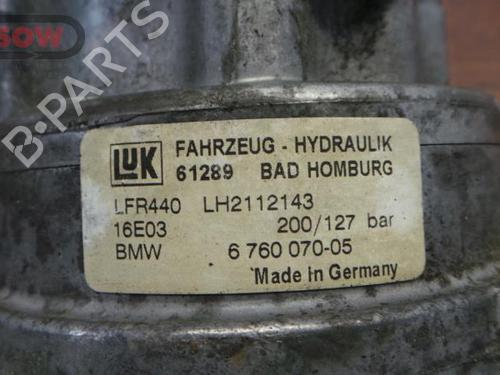 SOW
B-PARTS
LUK
FAHRZEUG - HYDRAULIK
61289 BAD HOMBURG
LFR440 LH2112143
16E03 200/127 bar
BMW 6 760 070-05
Made In Germany